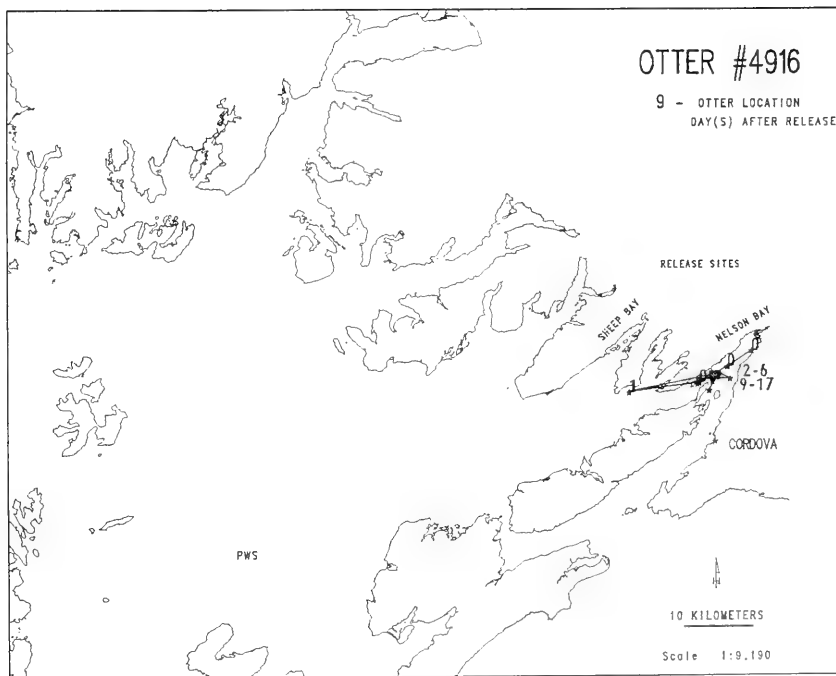 OTTER #4916
9 - OTTER LOCATION
DAY(S) AFTER RELEASE
RELEASE SITES
SHEEP BAY
NELSON BAY
1
2-6
9-17
CORDOVA
PWS
10 KILOMETERS
Scale 1:9,190